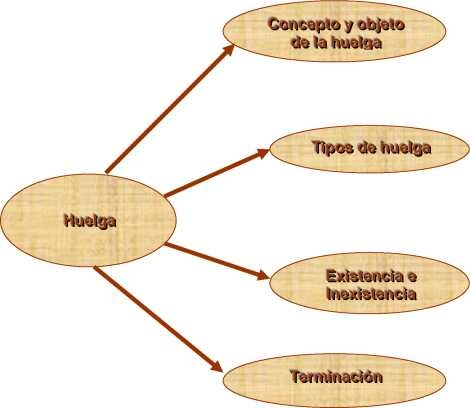 Concepto y objeto
de la huelga
Tipos de huelga
Huelga
Existencia e
Inexistencia
Terminación